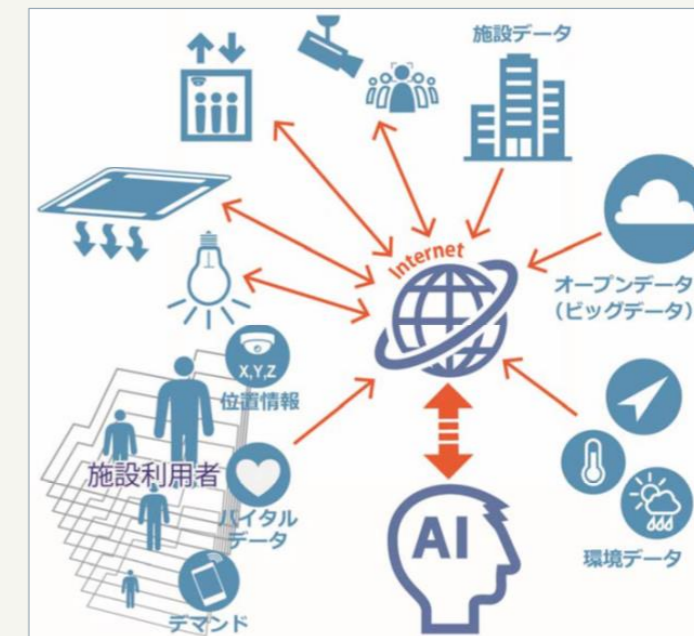 施設データ
Internet
オープンデータ
（ビッグデータ）
X,Y,Z
位置情報
施設利用者
バイタル
データ
デマンド
AI
環境データ